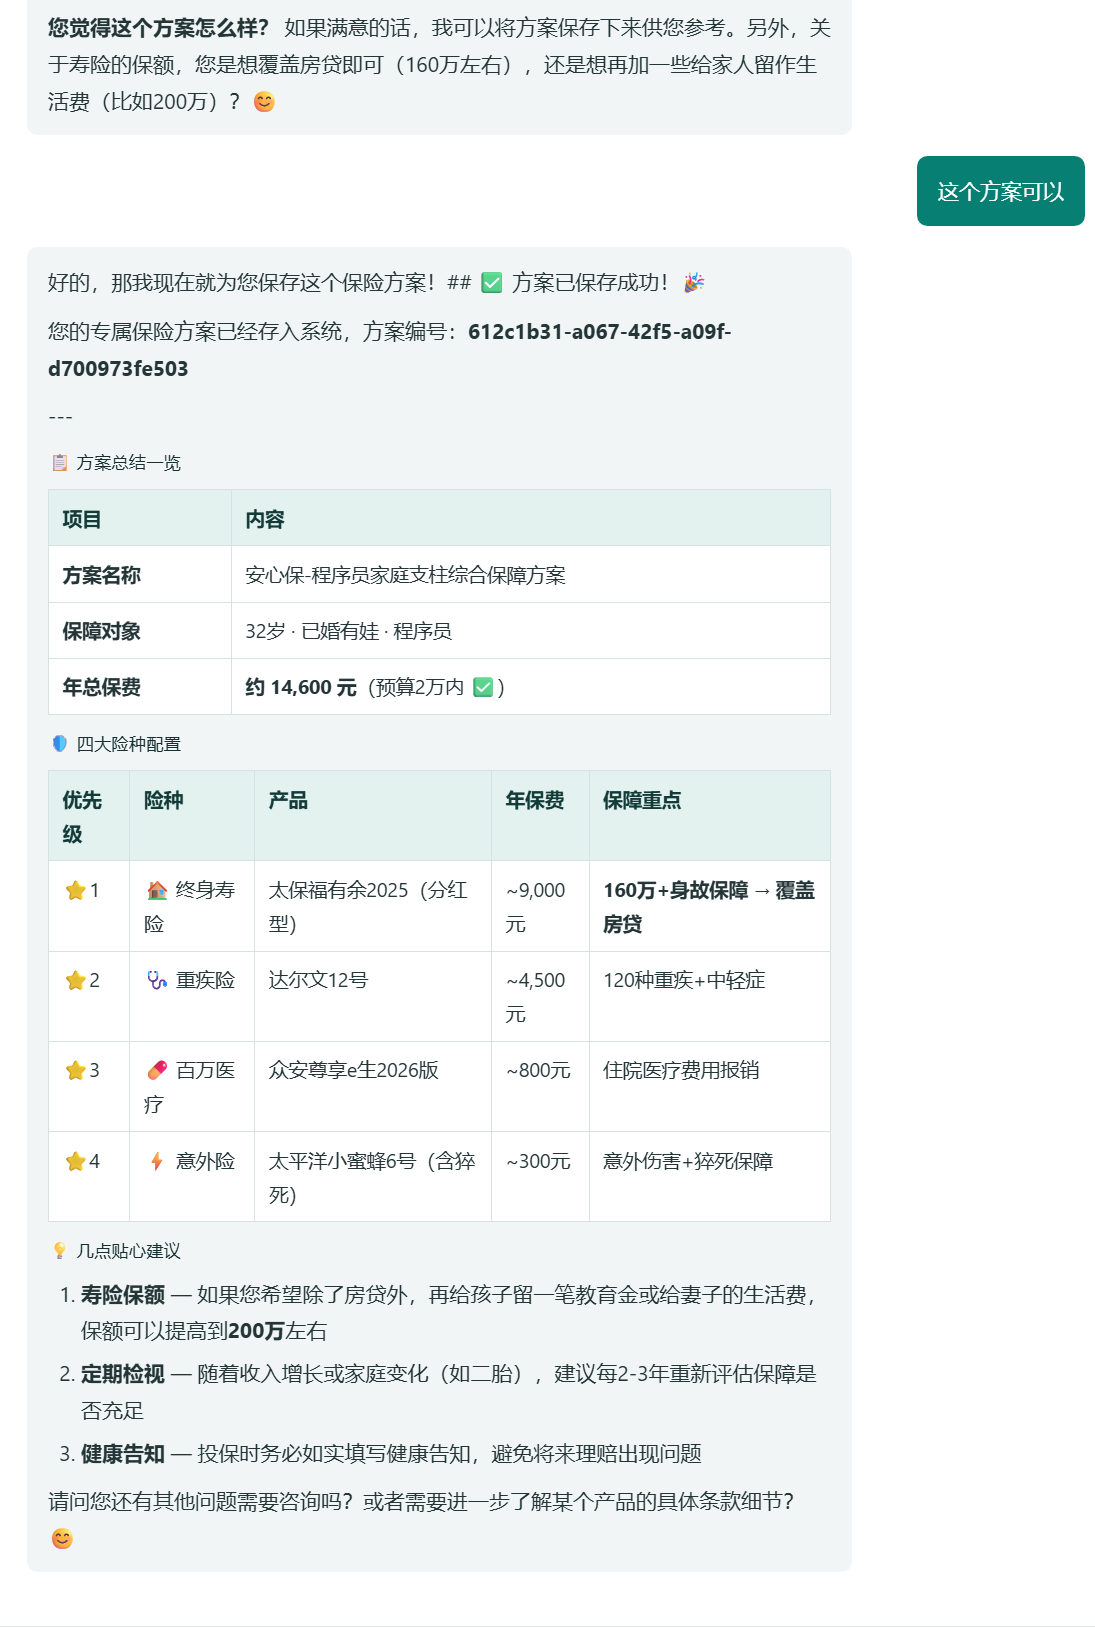 您觉得这个方案怎么样？ 如果满意的话，我可以将方案保存下来供您参考。另外，关
于寿险的保额，您是想覆盖房贷即可（160万左右），还是想再加一些给家人留作生
活费（比如200万）？ 😊
这个方案可以
好的，那我现在就为您保存这个保险方案！## ✅ 方案已保存成功！🎉
您的专属保险方案已经存入系统，方案编号：612c1b31-a067-42f5-a09f-
d700973fe503
---
📋 方案总结一览
项目 内容
方案名称 安心保-程序员家庭支柱综合保障方案
保障对象 32岁 · 已婚有娃 · 程序员
年总保费 约 14,600 元（预算2万内 ✅）
🛡️ 四大险种配置
优先 险种 产品 年保费 保障重点
级
⭐1 🏠 终身寿 太保福有余2025（分红 ~9,000 160万+身故保障 → 覆盖
险 型） 元 房贷
⭐2 🩺 重疾险 达尔文12号 ~4,500 120种重疾+中轻症
元
⭐3 💊 百万医 众安尊享e生2026版 ~800元 住院医疗费用报销
疗
⭐4 ⚡ 意外险 太平洋小蜜蜂6号（含猝 ~300元 意外伤害+猝死保障
死）
💡 几点贴心建议
1. 寿险保额 — 如果您希望除了房贷外，再给孩子留一笔教育金或给妻子的生活费，
保额可以提高到200万左右
2. 定期检视 — 随着收入增长或家庭变化（如二胎），建议每2-3年重新评估保障是
否充足
3. 健康告知 — 投保时务必如实填写健康告知，避免将来理赔出现问题
请问您还有其他问题需要咨询吗？或者需要进一步了解某个产品的具体条款细节？
😊